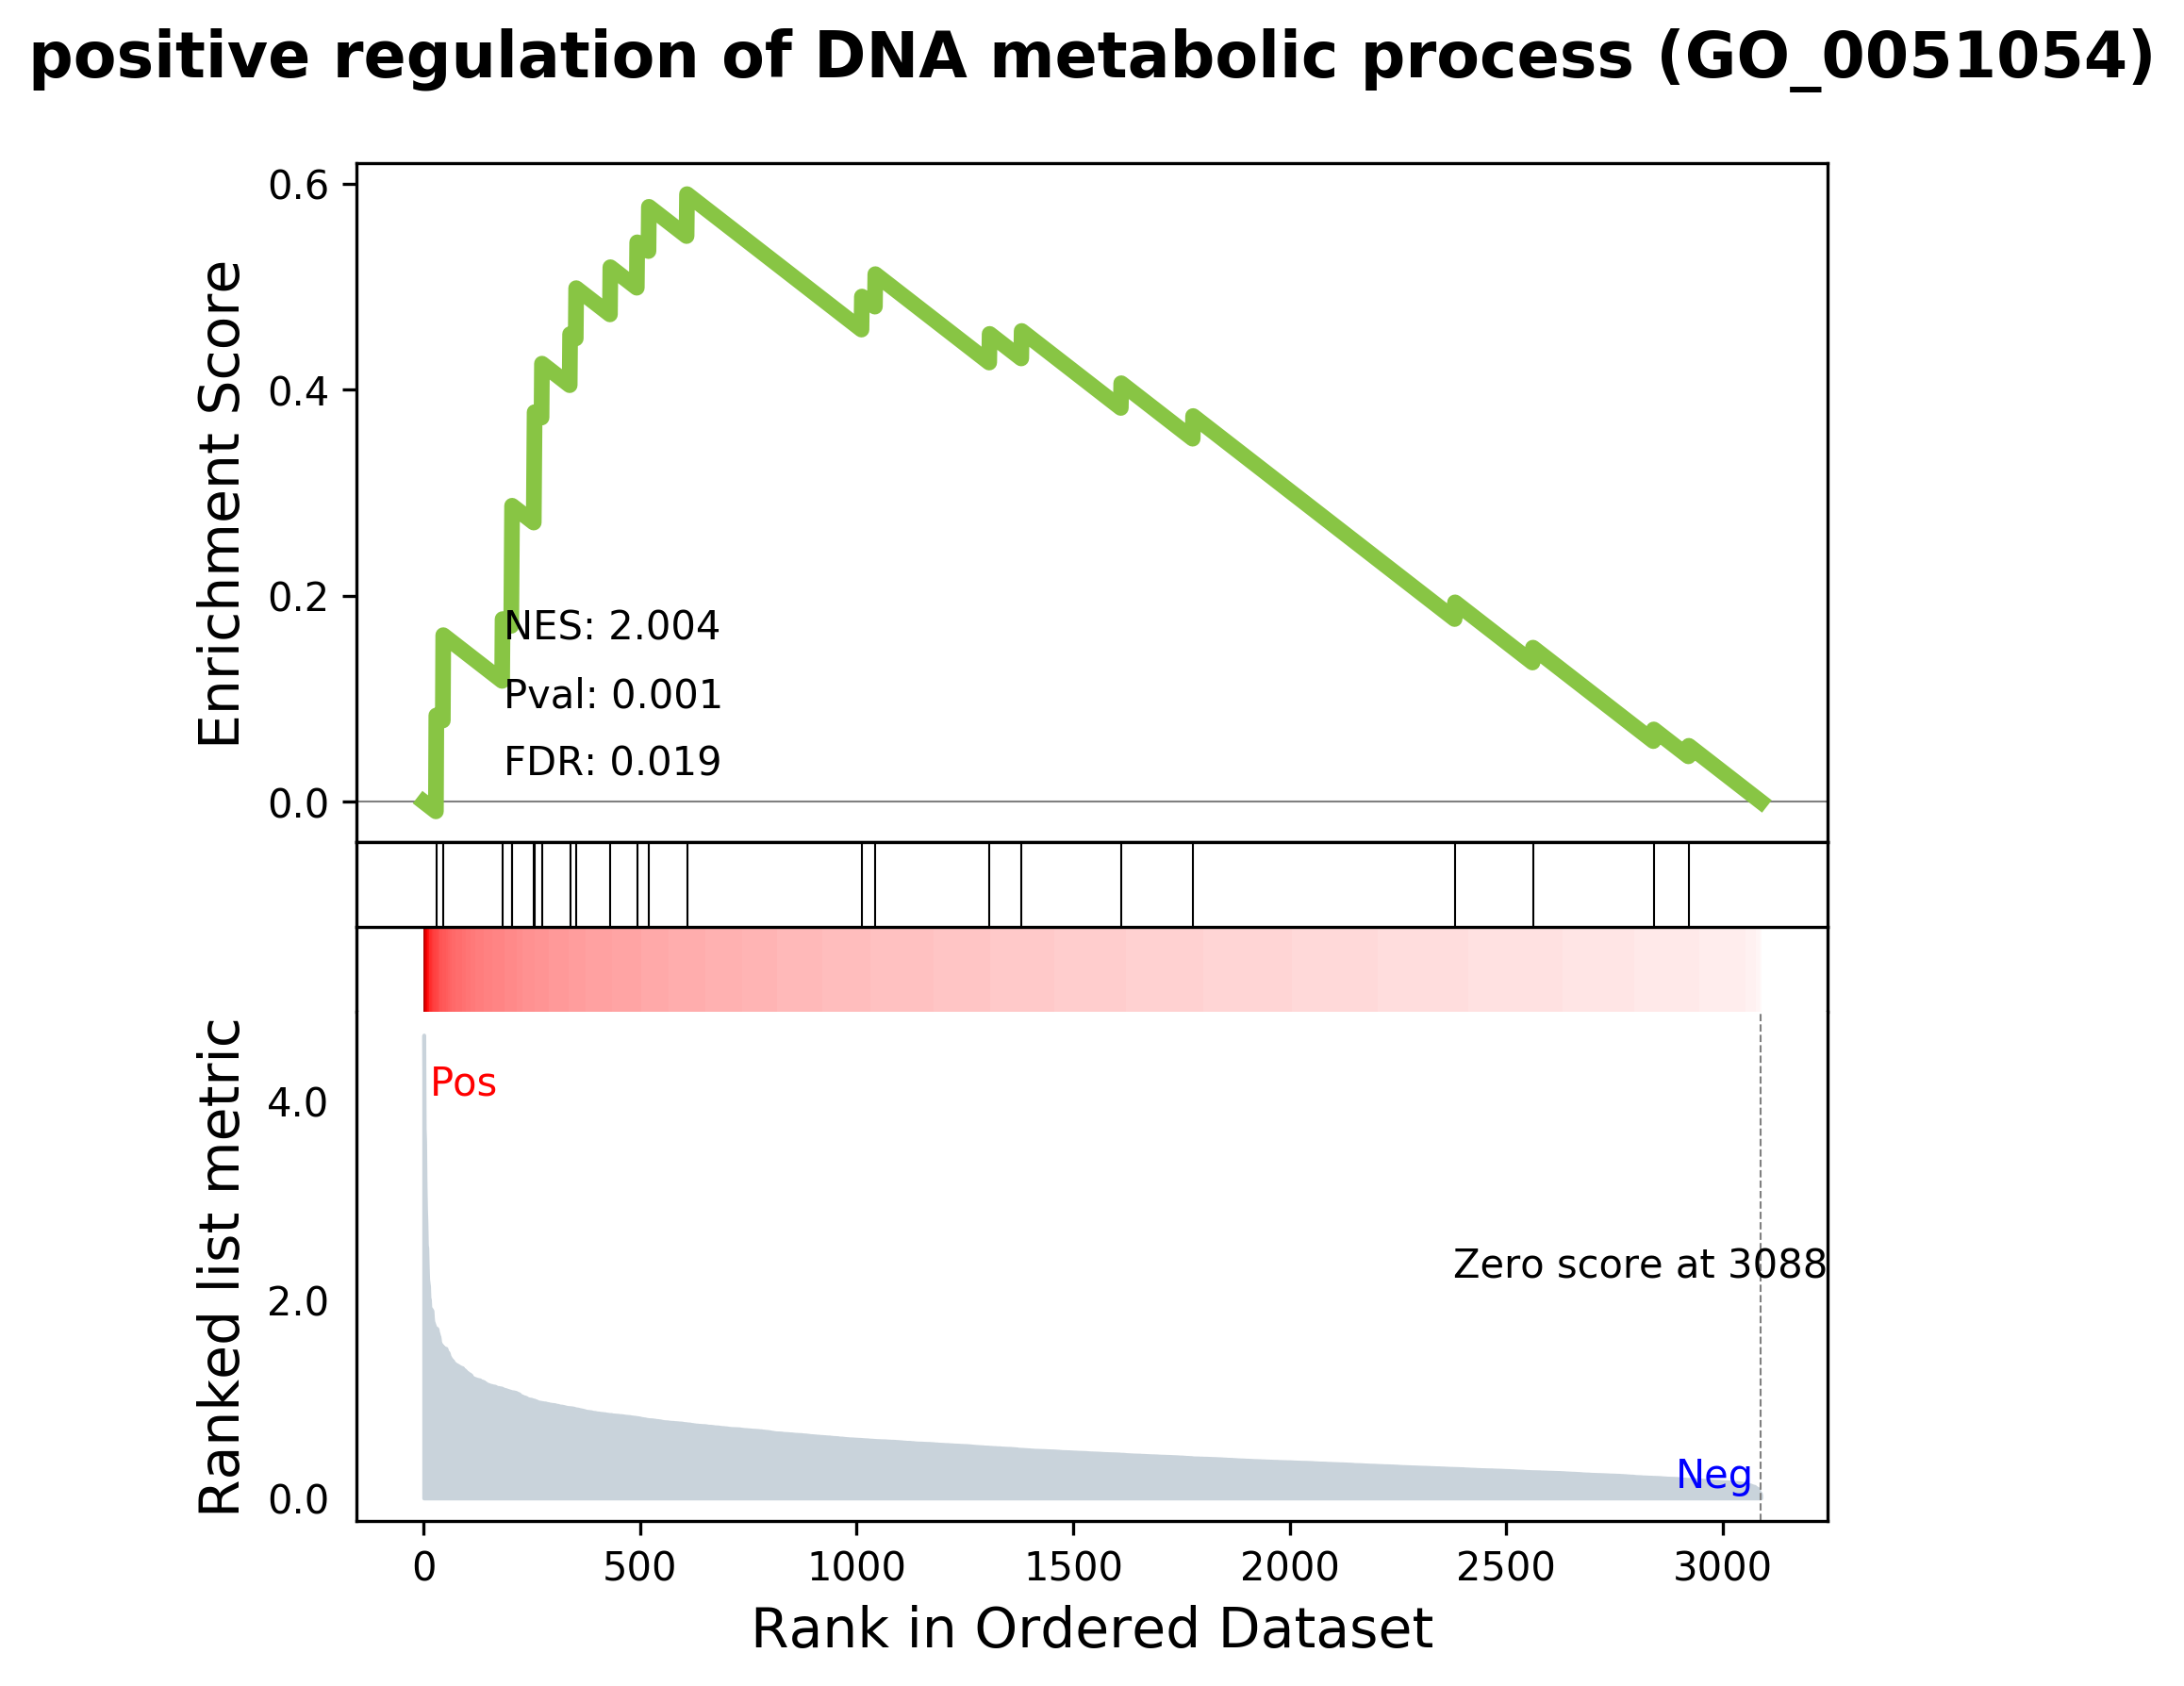 positive regulation of DNA metabolic process (GO_0051054)
Enrichment Score
0.6
0.4
0.2
0.0
NES: 2.004
Pval: 0.001
FDR: 0.019
Ranked list metric
4.0
2.0
0.0
Pos
Zero score at 3088
Neg
0 500 1000 1500 2000 2500 3000
Rank in Ordered Dataset